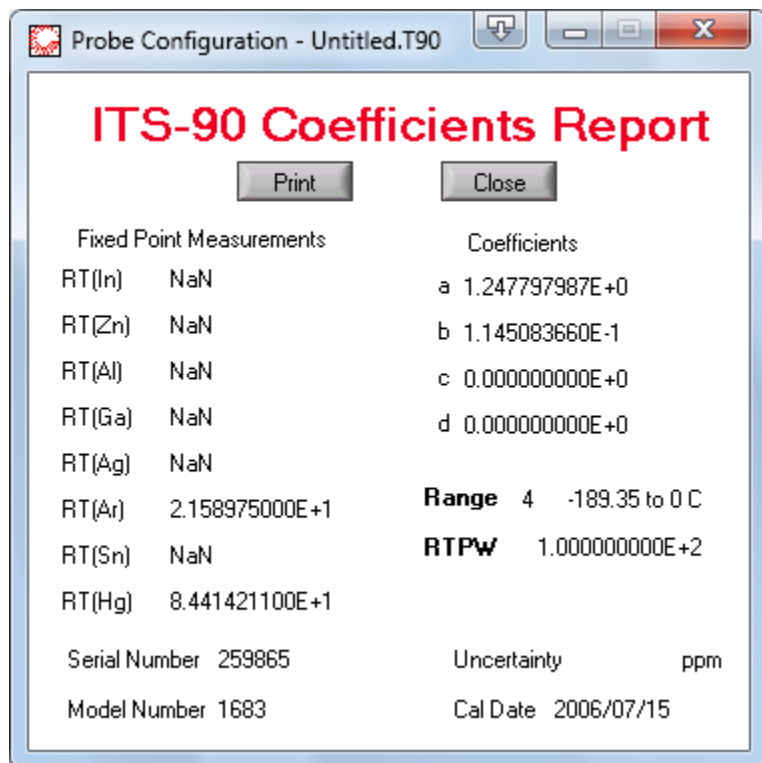 Probe Configuration - Untitled.T90
ITS-90 Coefficients Report
Print Close
Fixed Point Measurements
RT(In) NaN
RT(Zn) NaN
RT(Al) NaN
RT(Ga) NaN
RT(Ag) NaN
RT(Ar) 2.158975000E+1
RT(Sn) NaN
RT(Hg) 8.441421100E+1
Coefficients
a 1.247797987E+0
b 1.145083660E-1
c 0.000000000E+0
d 0.000000000E+0
Range 4 -189.35 to 0 C
RTPW 1.000000000E+2
Serial Number 259865
Uncertainty ppm
Model Number 1683
Cal Date 2006/07/15